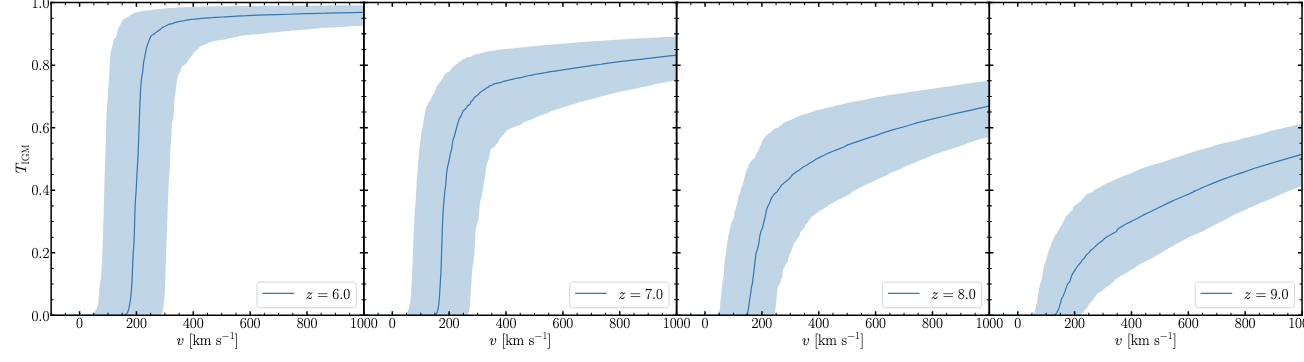 1.0
0.8
0.6
0.4
0.2
0.0
T_IGM
z = 6.0
z = 7.0
z = 8.0
z = 9.0
0 200 400 600 800 1000 0 200 400 600 800 1000 0 200 400 600 800 1000 0 200 400 600 800 100
v [km s⁻¹] v [km s⁻¹] v [km s⁻¹] v [km s⁻¹]